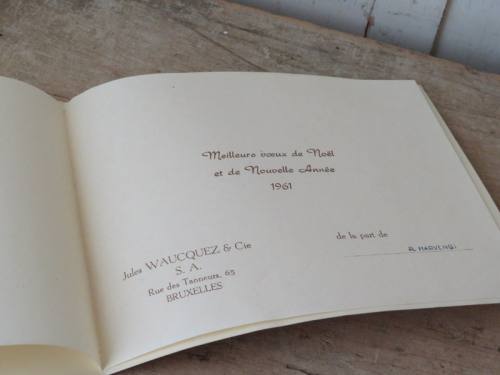 Meilleurs vœux de Noël
et de Nouvelle Année
1961
Jules WAUCQUEZ & Cie
S. A.
Rue des Tanneurs, 65
BRUXELLES
de la part de